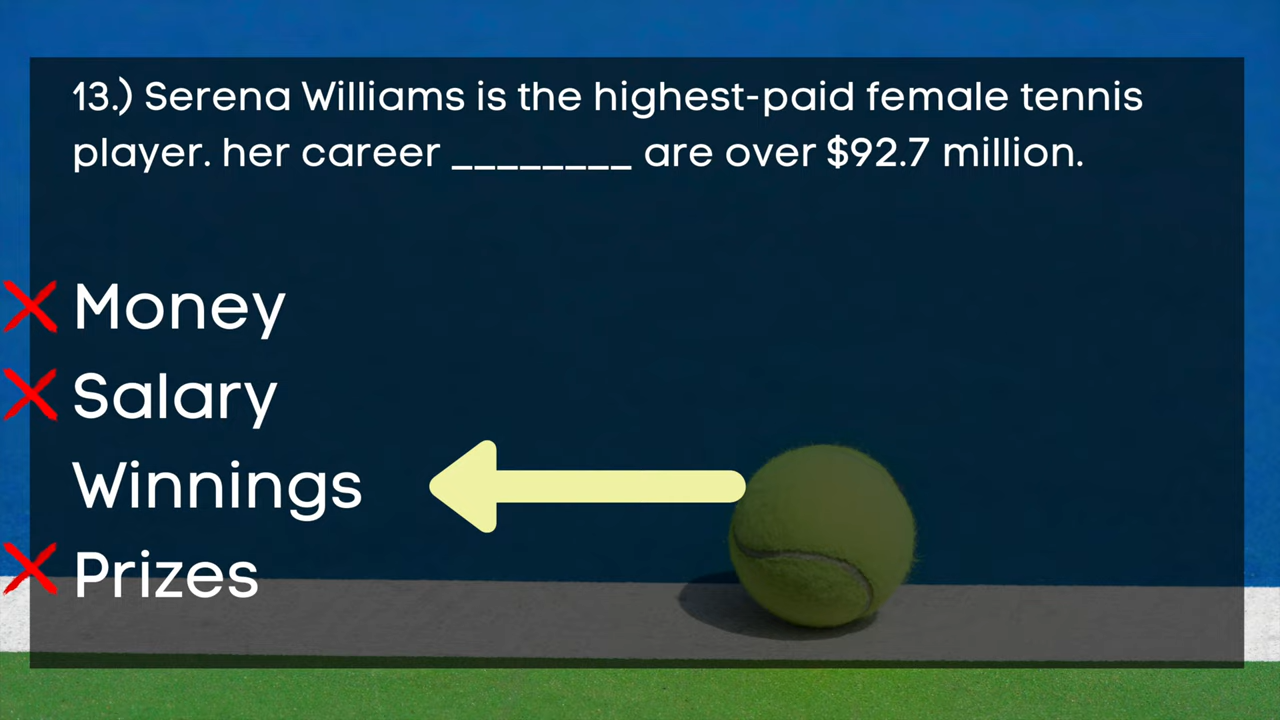 13.) Serena Williams is the highest-paid female tennis
player. her career ________ are over $92.7 million.
Money
Salary
Winnings
Prizes